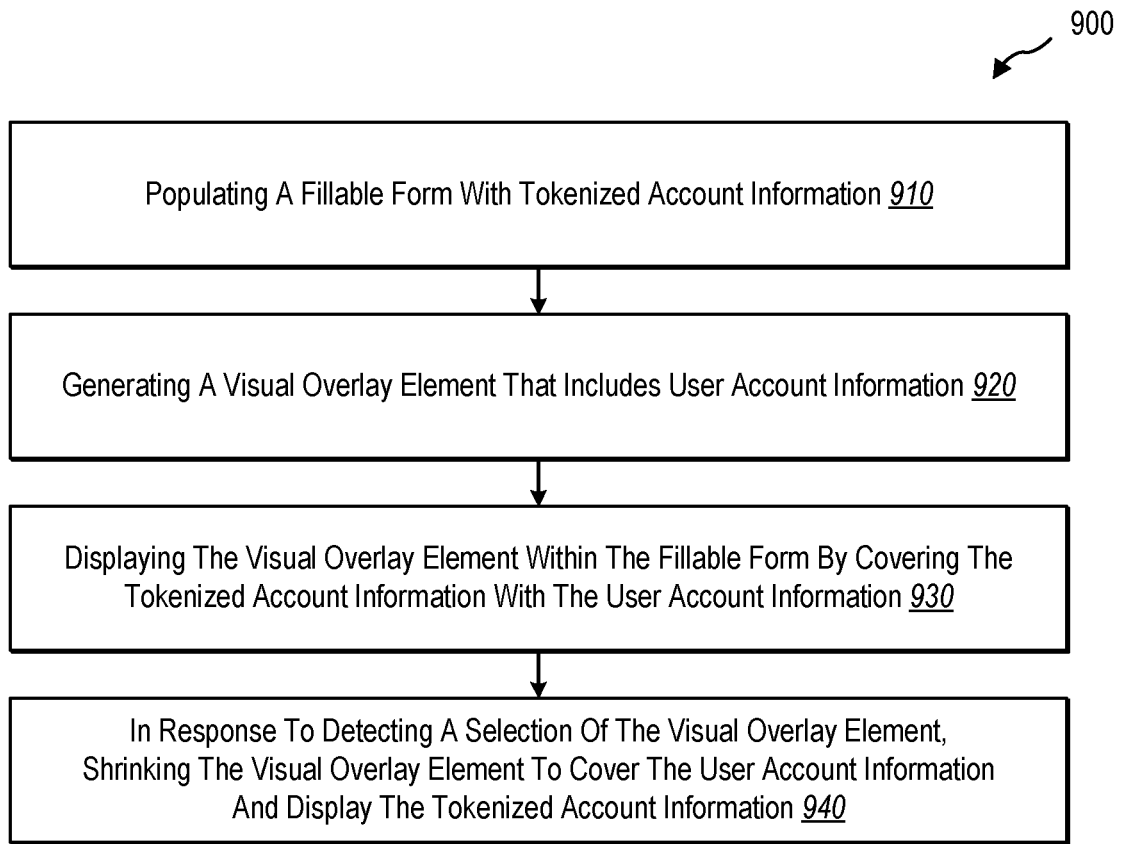 900
Populating A Fillable Form With Tokenized Account Information 910
Generating A Visual Overlay Element That Includes User Account Information 920
Displaying The Visual Overlay Element Within The Fillable Form By Covering The
Tokenized Account Information With The User Account Information 930
In Response To Detecting A Selection Of The Visual Overlay Element,
Shrinking The Visual Overlay Element To Cover The User Account Information
And Display The Tokenized Account Information 940